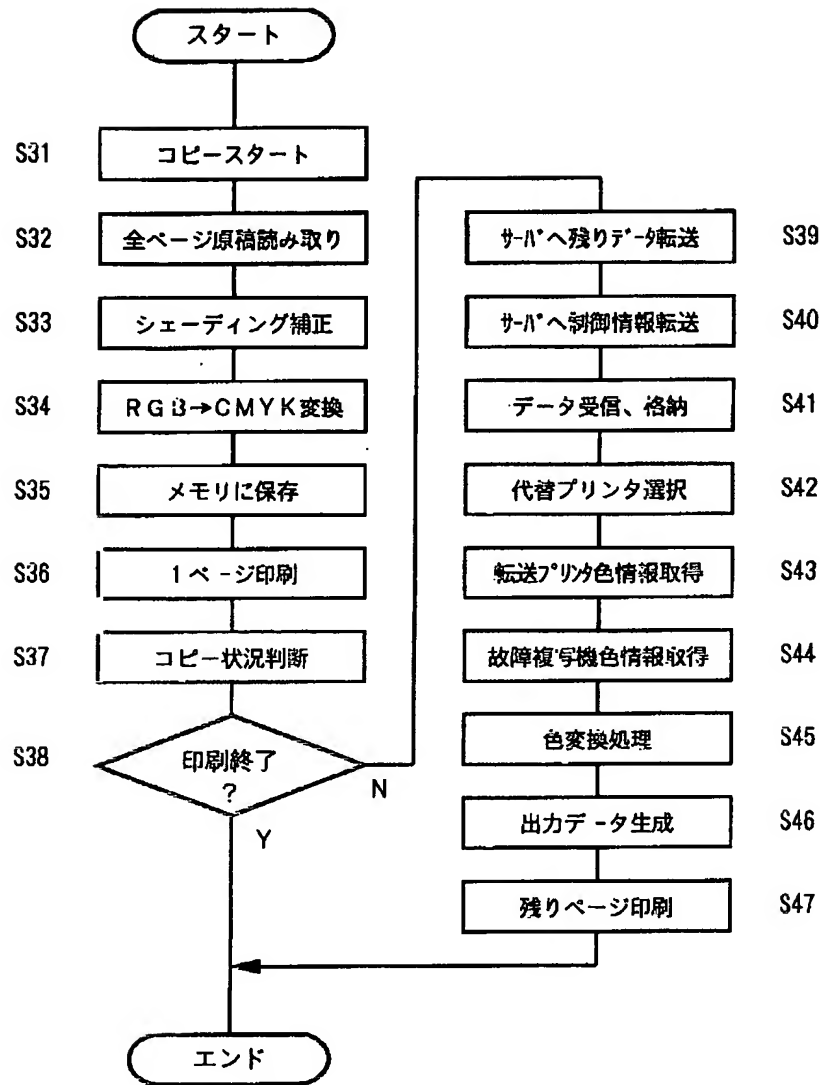 スタート
S31 コピースタート
S32 全ページ原稿読み取り
S33 シェーディング補正
S34 RGB→CMYK変換
S35 メモリに保存
S36 1ページ印刷
S37 コピー状況判断
S38 印刷終了
?
N
Y
サーバへ残りデータ転送 S39
サーバへ制御情報転送 S40
データ受信、格納 S41
代替プリンタ選択 S42
転送プリンタ色情報取得 S43
故障複写機色情報取得 S44
色変換処理 S45
出力データ生成 S46
残りページ印刷 S47
エンド